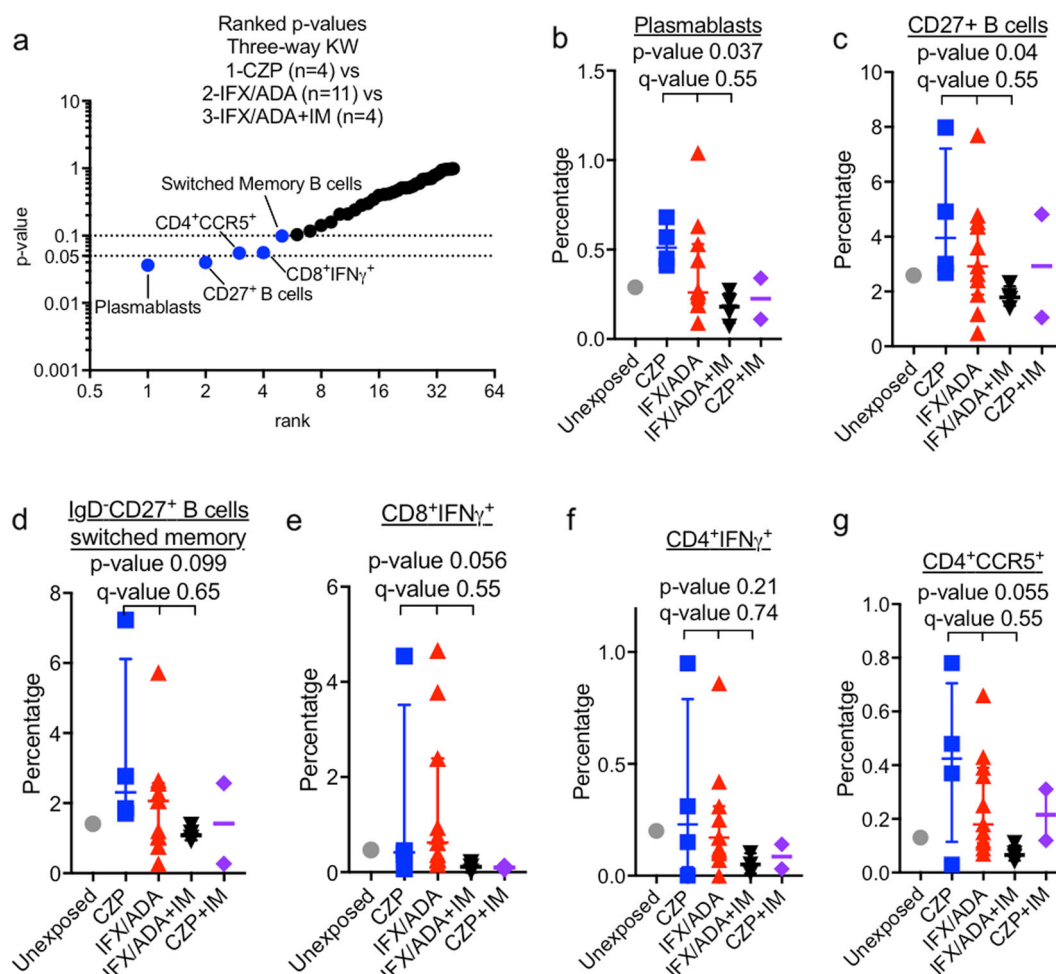 a
Ranked p-values
Three-way KW
1-CZP (n=4) vs
2-IFX/ADA (n=11) vs
3-IFX/ADA+IM (n=4)
10
1
0.1
0.05
0.01
0.001
p-value
Switched Memory B cells
CD4⁺CCR5⁺
CD8⁺IFNγ⁺
CD27⁺ B cells
Plasmablasts
0.5 1 2 4 8 16 32 64
rank
b
Plasmablasts
p-value 0.037
q-value 0.55
1.5
1.0
0.5
0.0
Percentatge
Unexposed
CZP
IFX/ADA
IFX/ADA+IM
CZP+IM
c
CD27+ B cells
p-value 0.04
q-value 0.55
10
8
6
4
2
0
Percentatge
Unexposed
CZP
IFX/ADA
IFX/ADA+IM
CZP+IM
d
IgD⁻CD27⁺ B cells
switched memory
p-value 0.099
q-value 0.65
8
6
4
2
0
Percentatge
Unexposed
CZP
IFX/ADA
IFX/ADA+IM
CZP+IM
e
CD8⁺IFNγ⁺
p-value 0.056
q-value 0.55
6
4
2
0
Percentatge
Unexposed
CZP
IFX/ADA
IFX/ADA+IM
CZP+IM
f
CD4⁺IFNγ⁺
p-value 0.21
q-value 0.74
1.0
0.5
0.0
Percentatge
Unexposed
CZP
IFX/ADA
IFX/ADA+IM
CZP+IM
g
CD4⁺CCR5⁺
p-value 0.055
q-value 0.55
1.0
0.8
0.6
0.4
0.2
0.0
Percentatge
Unexposed
CZP
IFX/ADA
IFX/ADA+IM
CZP+IM